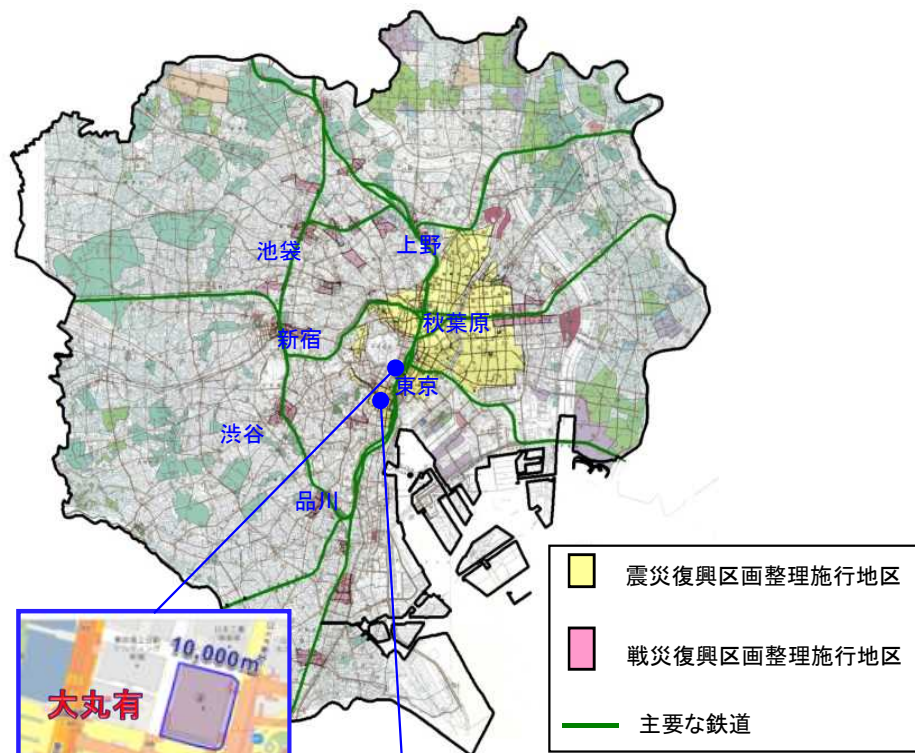 池袋
上野
新宿
秋葉原
東京
渋谷
品川
10,000m
大丸有
震災復興区画整理施行地区
戦災復興区画整理施行地区
主要な鉄道